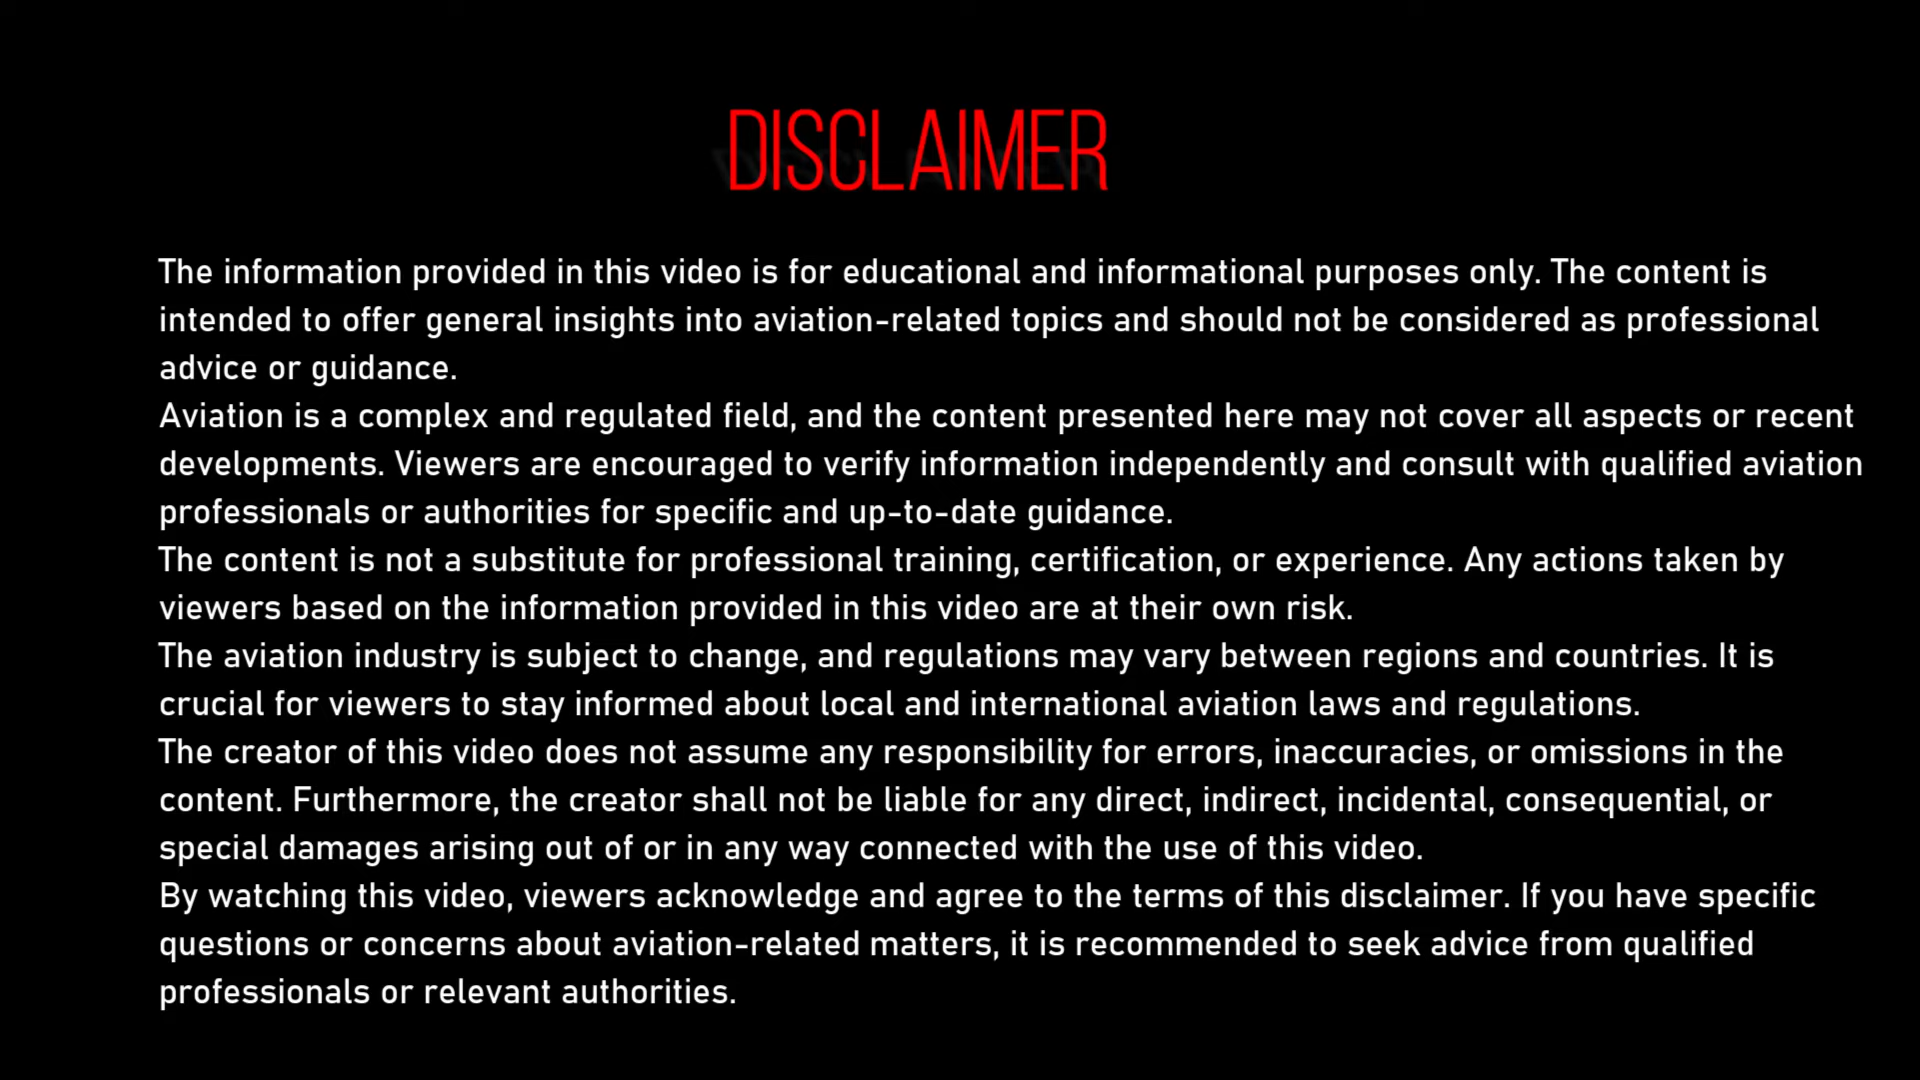 DISCLAIMER
The information provided in this video is for educational and informational purposes only. The content is
intended to offer general insights into aviation-related topics and should not be considered as professional
advice or guidance.
Aviation is a complex and regulated field, and the content presented here may not cover all aspects or recent
developments. Viewers are encouraged to verify information independently and consult with qualified aviation
professionals or authorities for specific and up-to-date guidance.
The content is not a substitute for professional training, certification, or experience. Any actions taken by
viewers based on the information provided in this video are at their own risk.
The aviation industry is subject to change, and regulations may vary between regions and countries. It is
crucial for viewers to stay informed about local and international aviation laws and regulations.
The creator of this video does not assume any responsibility for errors, inaccuracies, or omissions in the
content. Furthermore, the creator shall not be liable for any direct, indirect, incidental, consequential, or
special damages arising out of or in any way connected with the use of this video.
By watching this video, viewers acknowledge and agree to the terms of this disclaimer. If you have specific
questions or concerns about aviation-related matters, it is recommended to seek advice from qualified
professionals or relevant authorities.